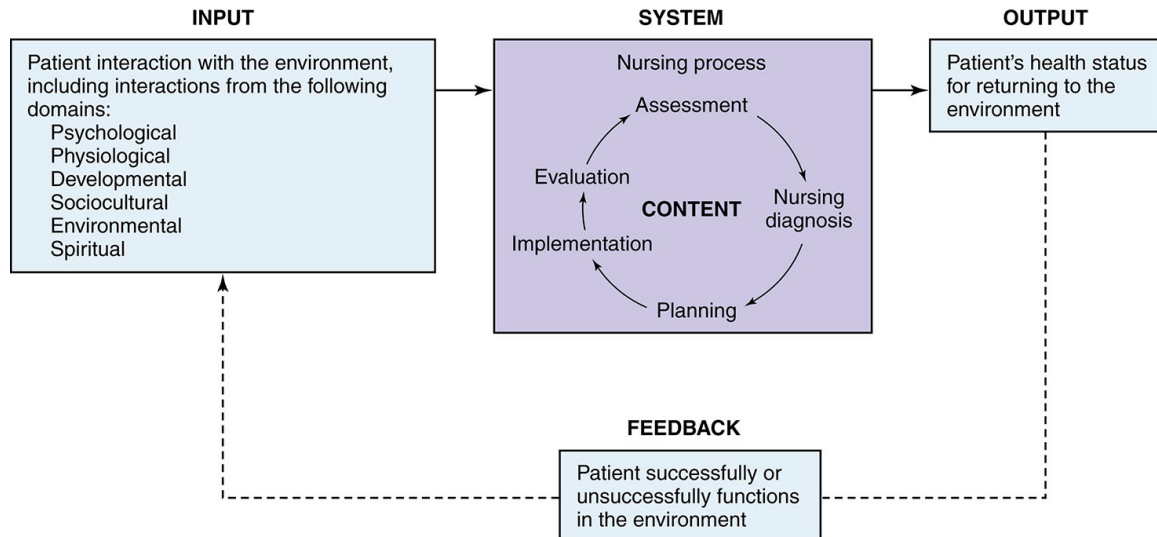 INPUT
Patient interaction with the environment,
including interactions from the following
domains:
Psychological
Physiological
Developmental
Sociocultural
Environmental
Spiritual
SYSTEM
Nursing process
Assessment
Nursing
diagnosis
Planning
Implementation
Evaluation
CONTENT
OUTPUT
Patient's health status
for returning to the
environment
FEEDBACK
Patient successfully or
unsuccessfully functions
in the environment